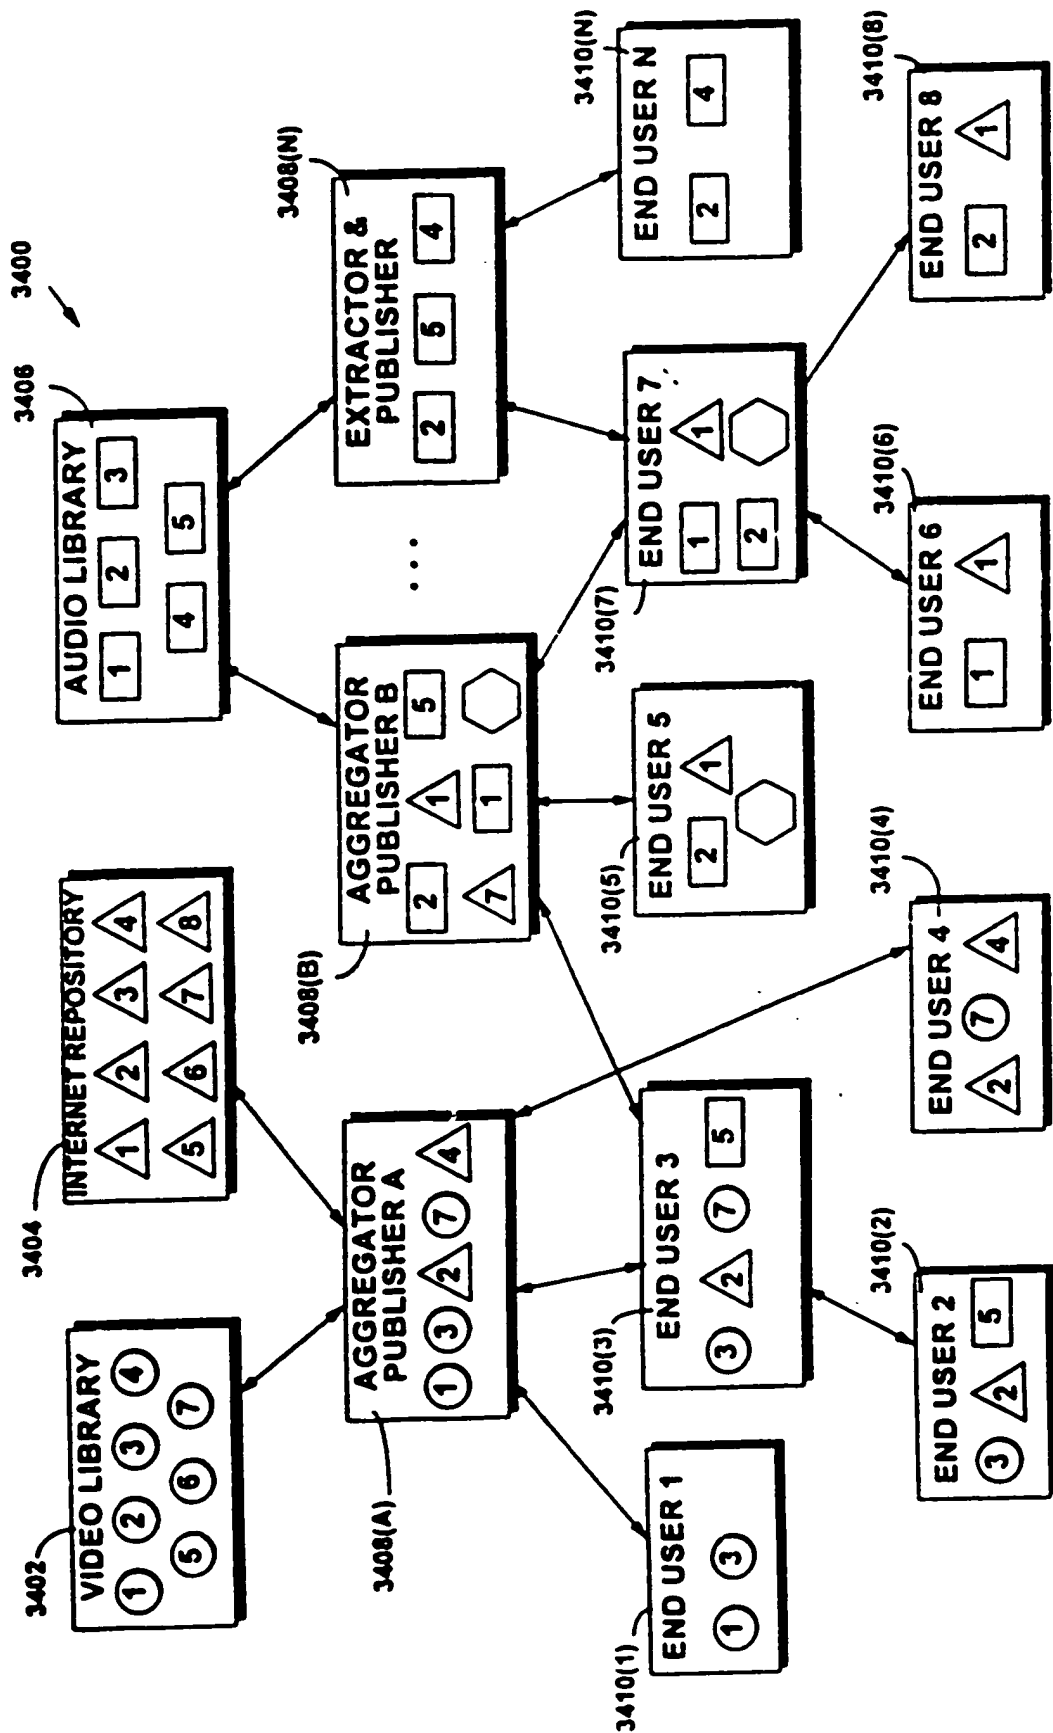 3400
3402
VIDEO LIBRARY
1 2 3 4
5 6 7
3404
INTERNET REPOSITORY
1 2 3 4
5 6 7 8
3406
AUDIO LIBRARY
1 2 3
4 5
3408(A)
AGGREGATOR
PUBLISHER A
1 3 2 7 4
3408(B)
AGGREGATOR
PUBLISHER B
2 1 5
7 1
...
3408(N)
EXTRACTOR &
PUBLISHER
2 5 4
3410(1)
END USER 1
1 3
3410(3)
END USER 3
3 2 7 5
3410(5)
END USER 5
2 1
3410(7)
END USER 7
1 1
2
3410(N)
END USER N
2 4
3410(2)
END USER 2
3 2 5
3410(4)
END USER 4
2 7 4
3410(6)
END USER 6
1 1
3410(8)
END USER 8
2 1